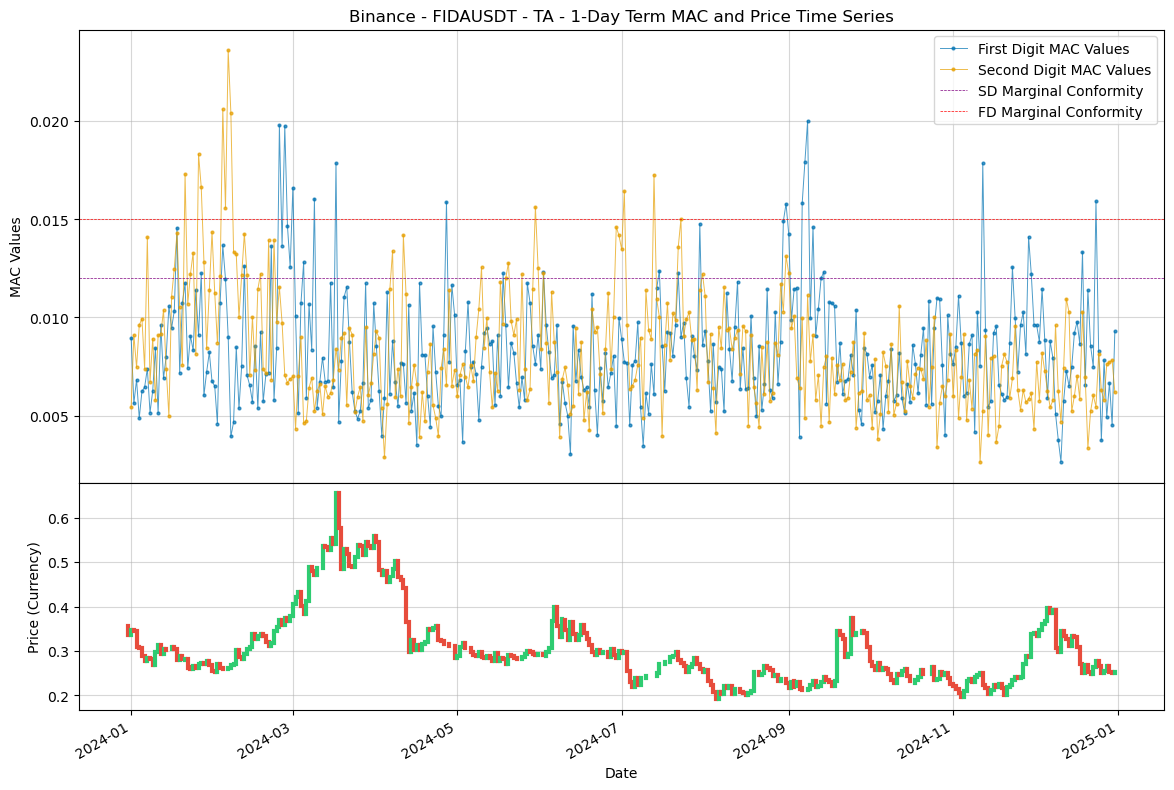 Binance - FIDAUSDT - TA - 1-Day Term MAC and Price Time Series
First Digit MAC Values
Second Digit MAC Values
SD Marginal Conformity
FD Marginal Conformity
MAC Values
0.020
0.015
0.010
0.005
Price (Currency)
0.6
0.5
0.4
0.3
0.2
2024-01
2024-03
2024-05
2024-07
2024-09
2024-11
2025-01
Date